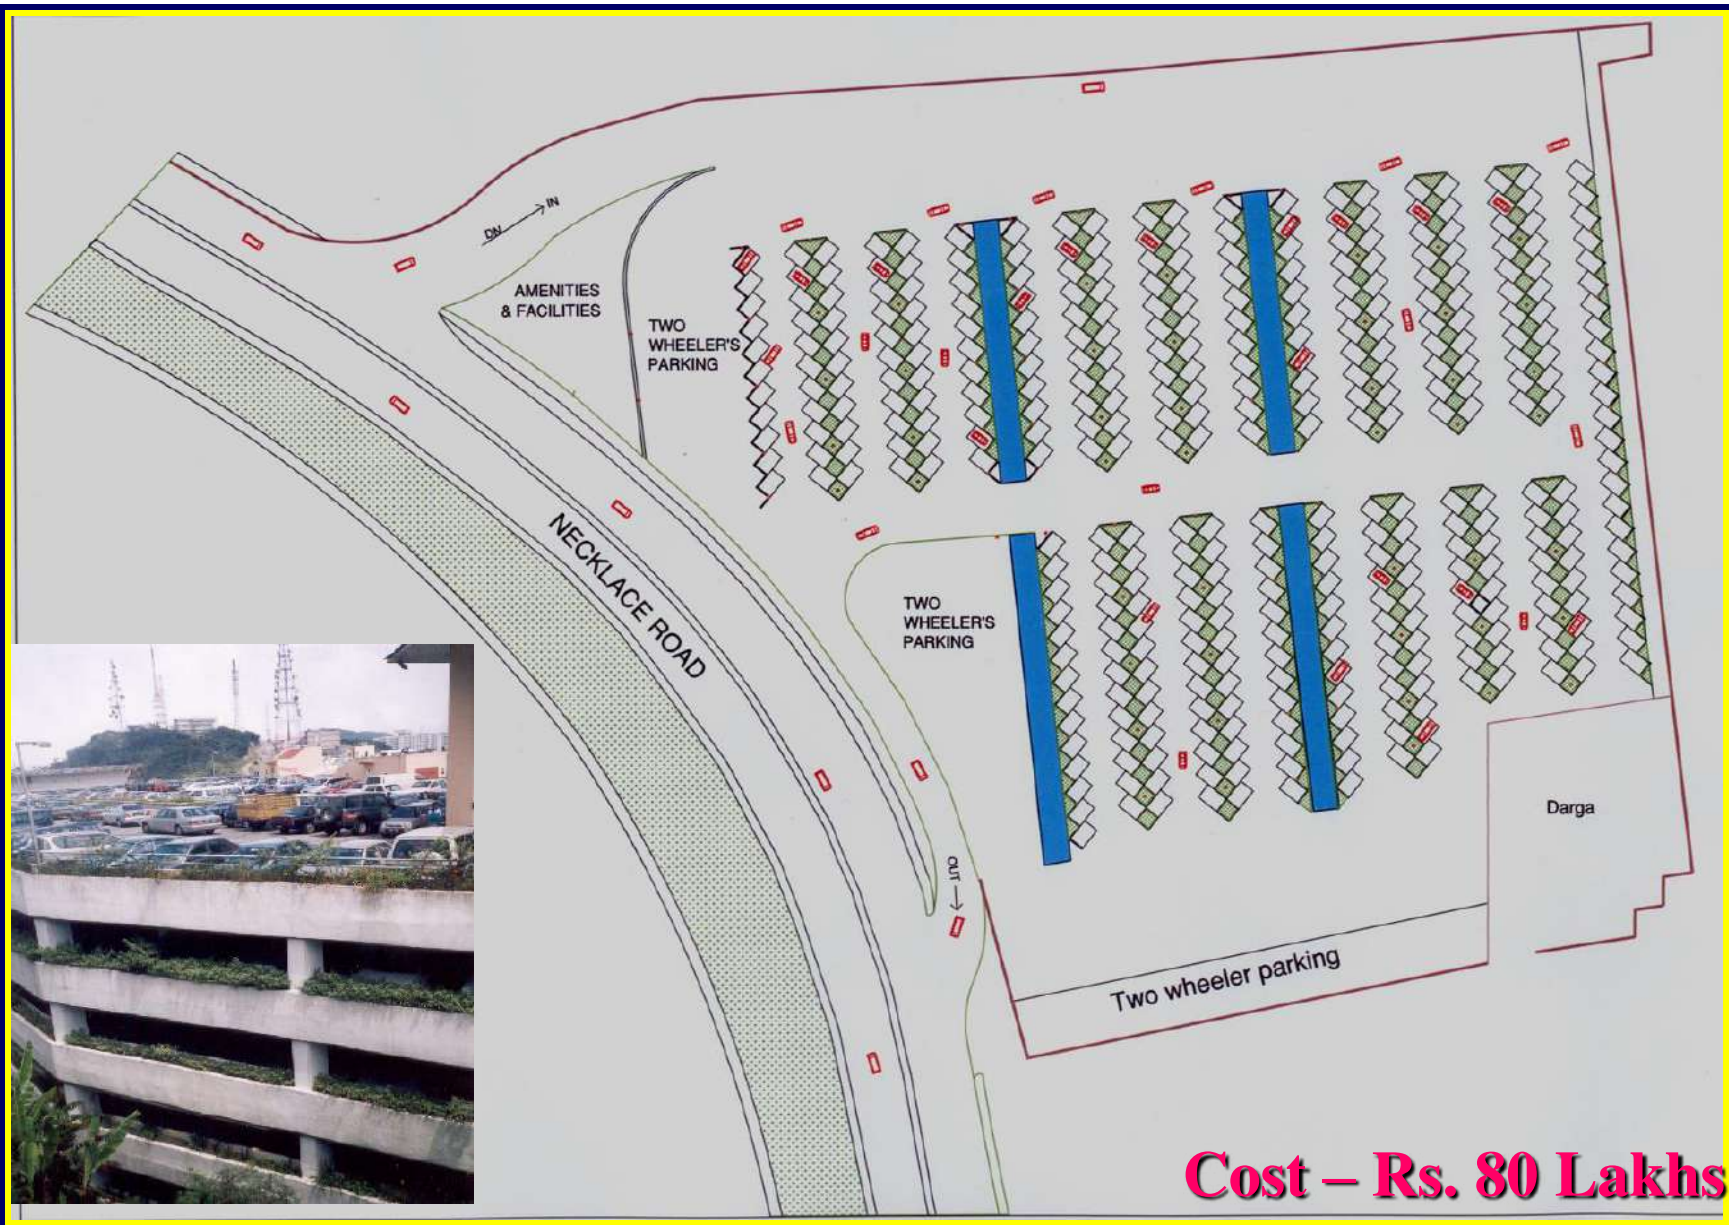 DN
IN
AMENITIES
& FACILITIES
TWO
WHEELER'S
PARKING
NECKLACE ROAD
TWO
WHEELER'S
PARKING
Darga
OUT
Two wheeler parking
Cost – Rs. 80 Lakhs